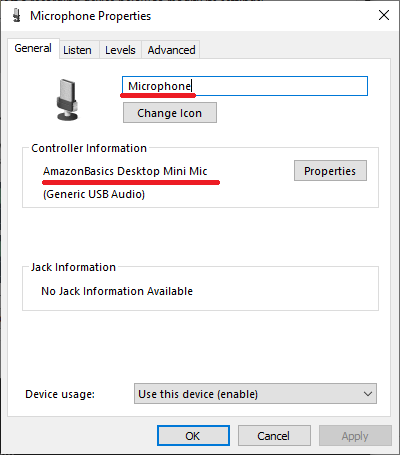 Microphone Properties
General Listen Levels Advanced
Microphone
Change Icon
Controller Information
AmazonBasics Desktop Mini Mic
Properties
(Generic USB Audio)
Jack Information
No Jack Information Available
Device usage: Use this device (enable)
OK Cancel Apply